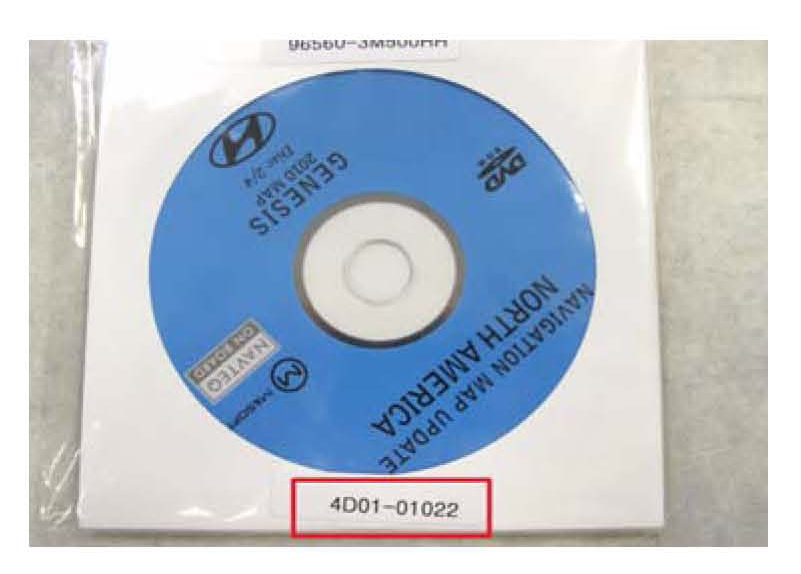 96560-3M500HH
GENESIS
2010 MAP
Disc 2/4
DVD
NAVIGATION MAP UPDATE
NORTH AMERICA
NAVTEQ
ON BOARD
4D01-01022